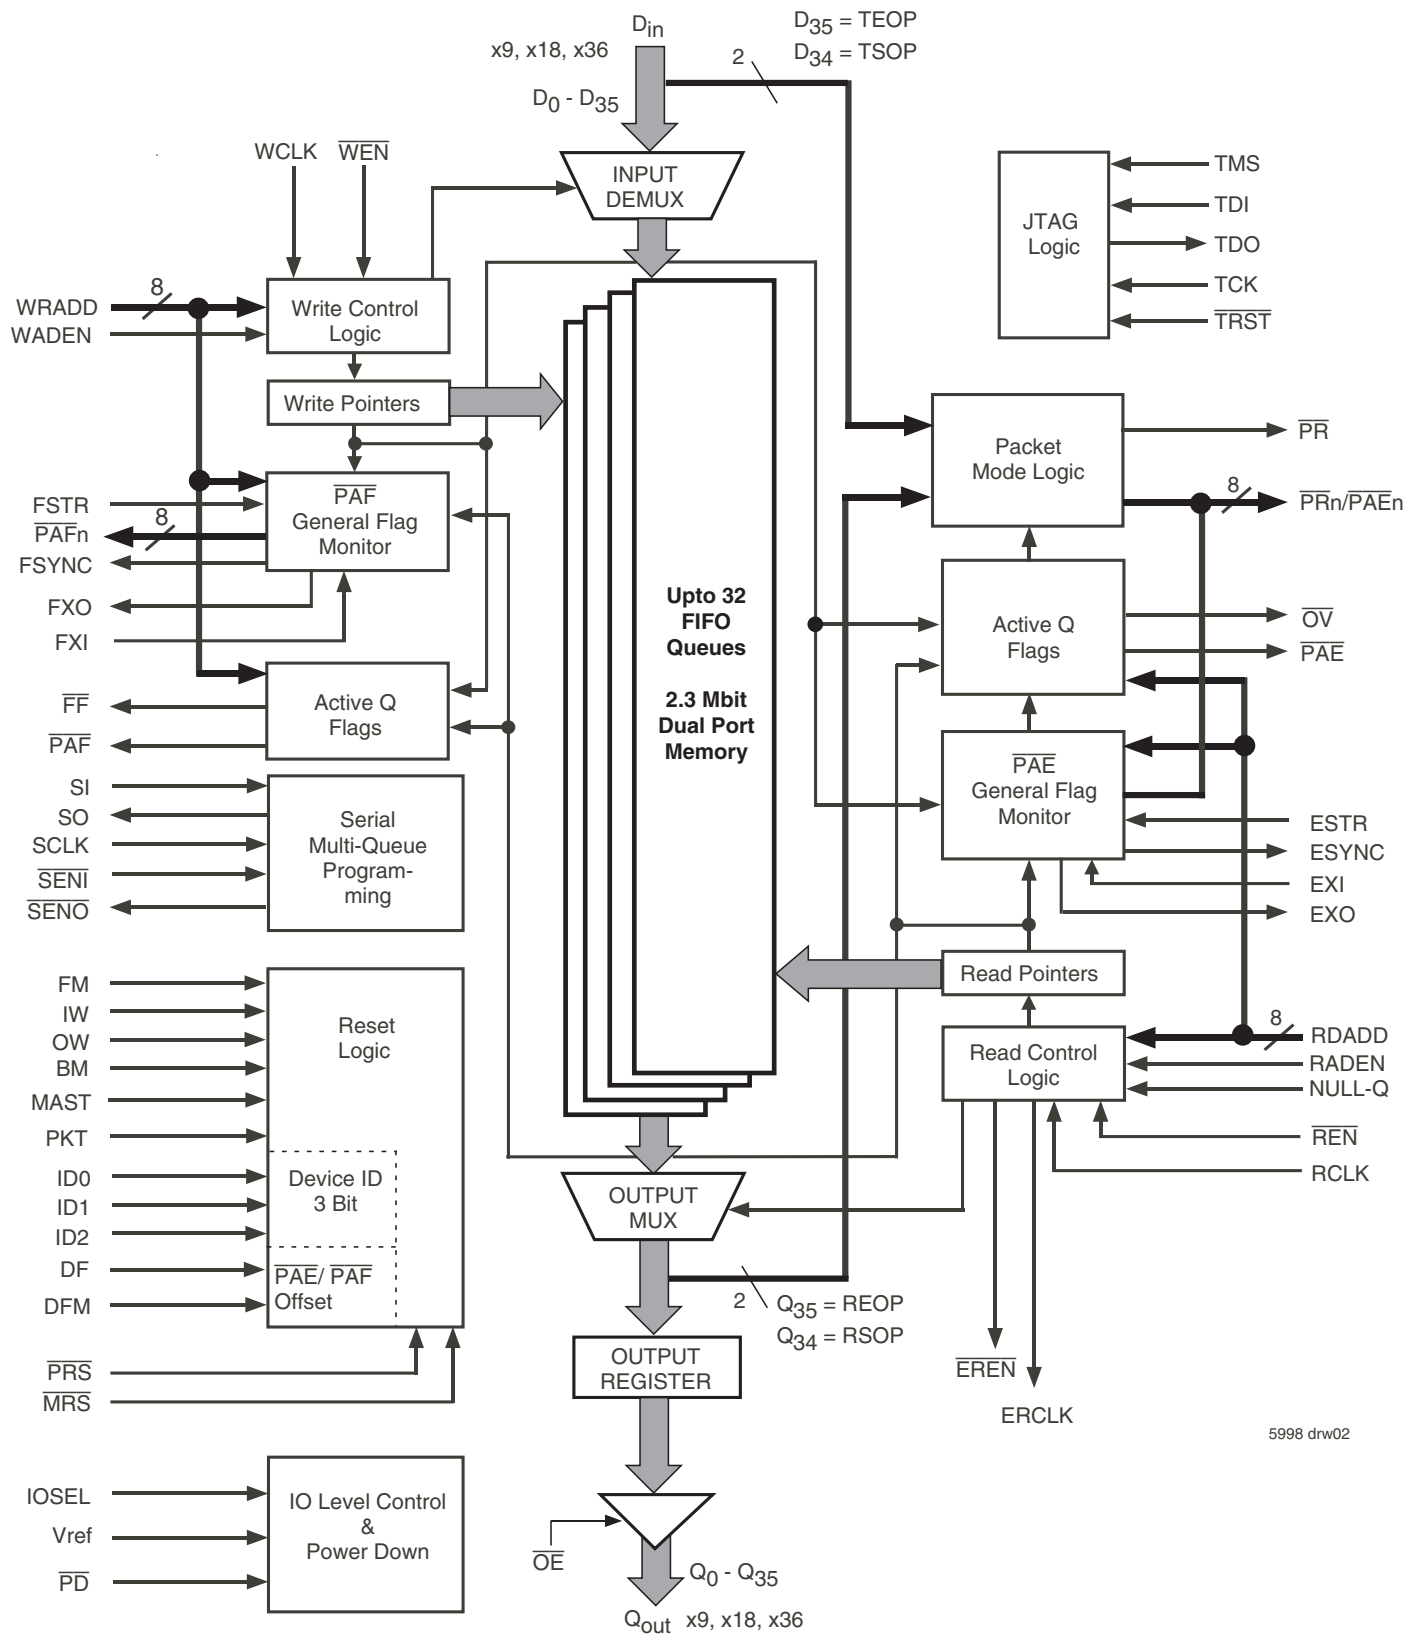 Din
x9, x18, x36
D0 - D35
2
D35 = TEOP
D34 = TSOP
WCLK
WEN
INPUT
DEMUX
JTAG
Logic
TMS
TDI
TDO
TCK
TRST
WRADD
8
WADEN
Write Control
Logic
Write Pointers
FSTR
PAFn
8
FSYNC
FXO
FXI
PAF
General Flag
Monitor
FF
PAF
Active Q
Flags
SI
SO
SCLK
SENI
SENO
Serial
Multi-Queue
Program-
ming
Upto 32
FIFO
Queues
2.3 Mbit
Dual Port
Memory
Packet
Mode Logic
PR
8
PRn/PAEn
Active Q
Flags
OV
PAE
PAE
General Flag
Monitor
ESTR
ESYNC
EXI
EXO
Read Pointers
Read Control
Logic
8
RDADD
RADEN
NULL-Q
REN
RCLK
EREN
ERCLK
FM
IW
OW
BM
MAST
PKT
ID0
ID1
ID2
DF
DFM
Reset
Logic
Device ID
3 Bit
PAE/ PAF
Offset
PRS
MRS
OUTPUT
MUX
2
Q35 = REOP
Q34 = RSOP
OUTPUT
REGISTER
IOSEL
Vref
PD
IO Level Control
&
Power Down
OE
Q0 - Q35
Qout x9, x18, x36
5998 drw02